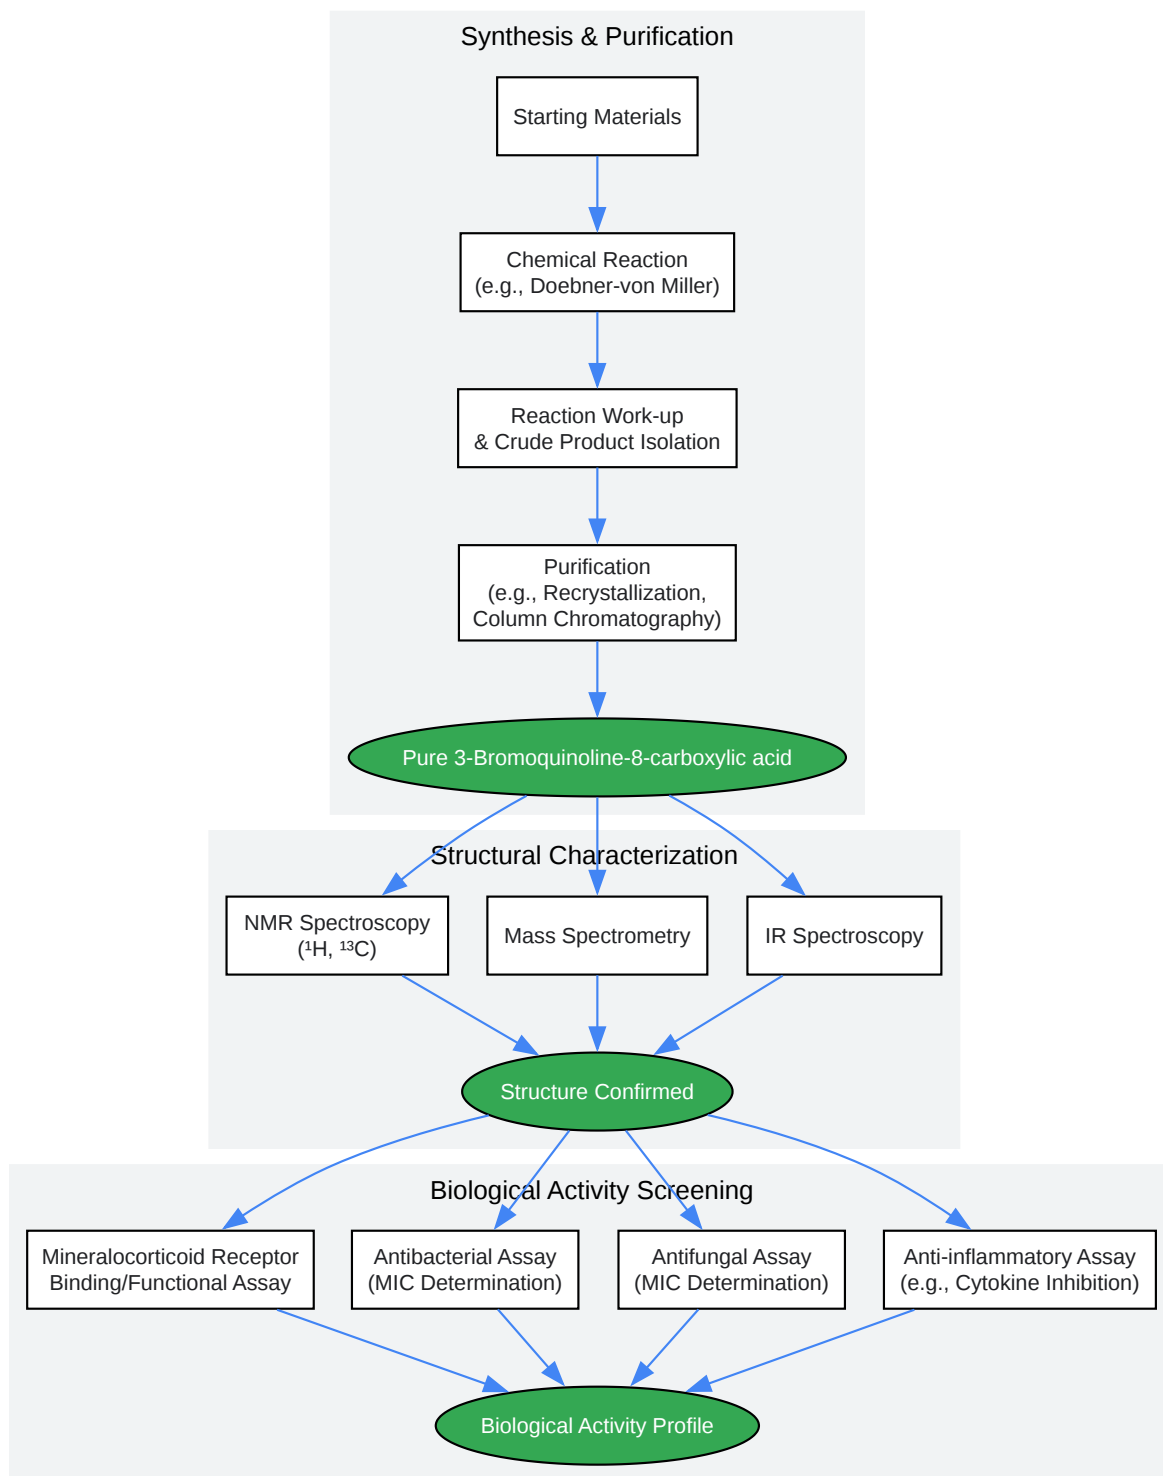 Synthesis & Purification
Starting Materials
Chemical Reaction
(e.g., Doebner-von Miller)
Reaction Work-up
& Crude Product Isolation
Purification
(e.g., Recrystallization,
Column Chromatography)
Pure 3-Bromoquinoline-8-carboxylic acid
Structural Characterization
NMR Spectroscopy
(¹H, ¹³C)
Mass Spectrometry
IR Spectroscopy
Structure Confirmed
Biological Activity Screening
Mineralocorticoid Receptor
Binding/Functional Assay
Antibacterial Assay
(MIC Determination)
Antifungal Assay
(MIC Determination)
Anti-inflammatory Assay
(e.g., Cytokine Inhibition)
Biological Activity Profile